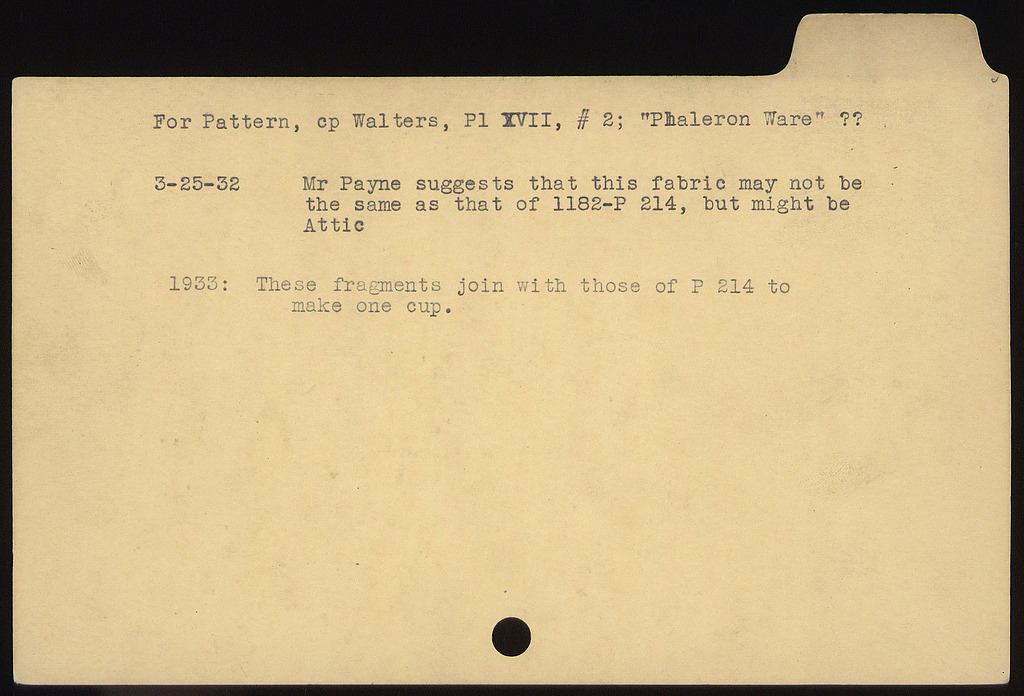 For Pattern, cp Walters, Pl XVII, # 2; "Phaleron Ware" ??
3-25-32 Mr Payne suggests that this fabric may not be
the same as that of 1182-P 214, but might be
Attic
1933: These fragments join with those of P 214 to
make one cup.